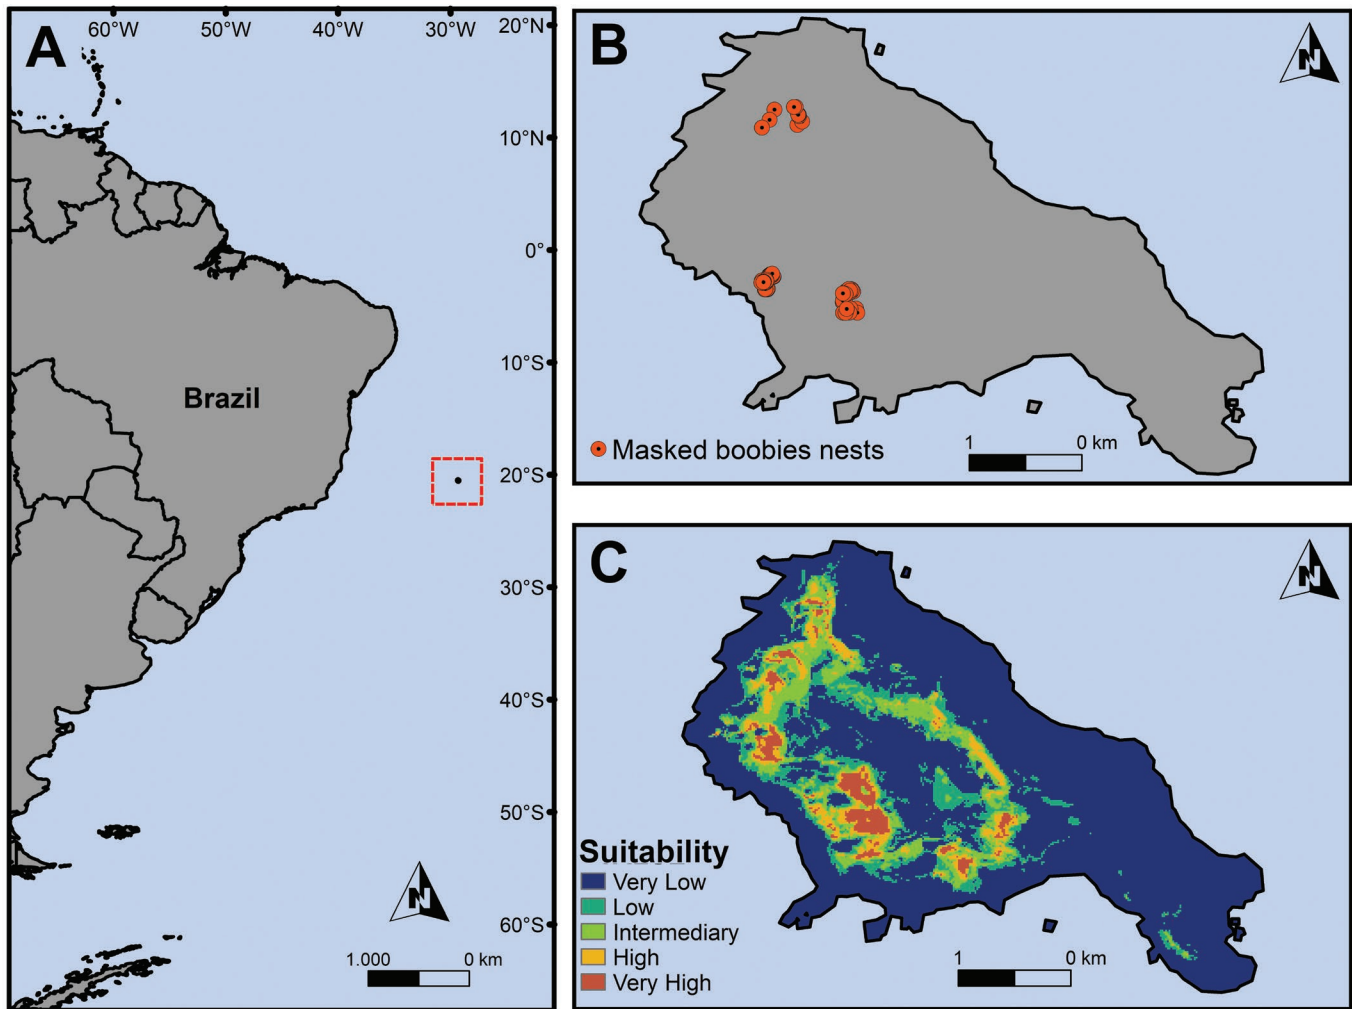 A
60°W 50°W 40°W 30°W
20°N
10°N
0°
10°S
20°S
30°S
40°S
50°S
60°S
Brazil
N
1.000 0 km
B
N
Masked boobies nests
1 0 km
C
N
Suitability
Very Low
Low
Intermediary
High
Very High
1 0 km